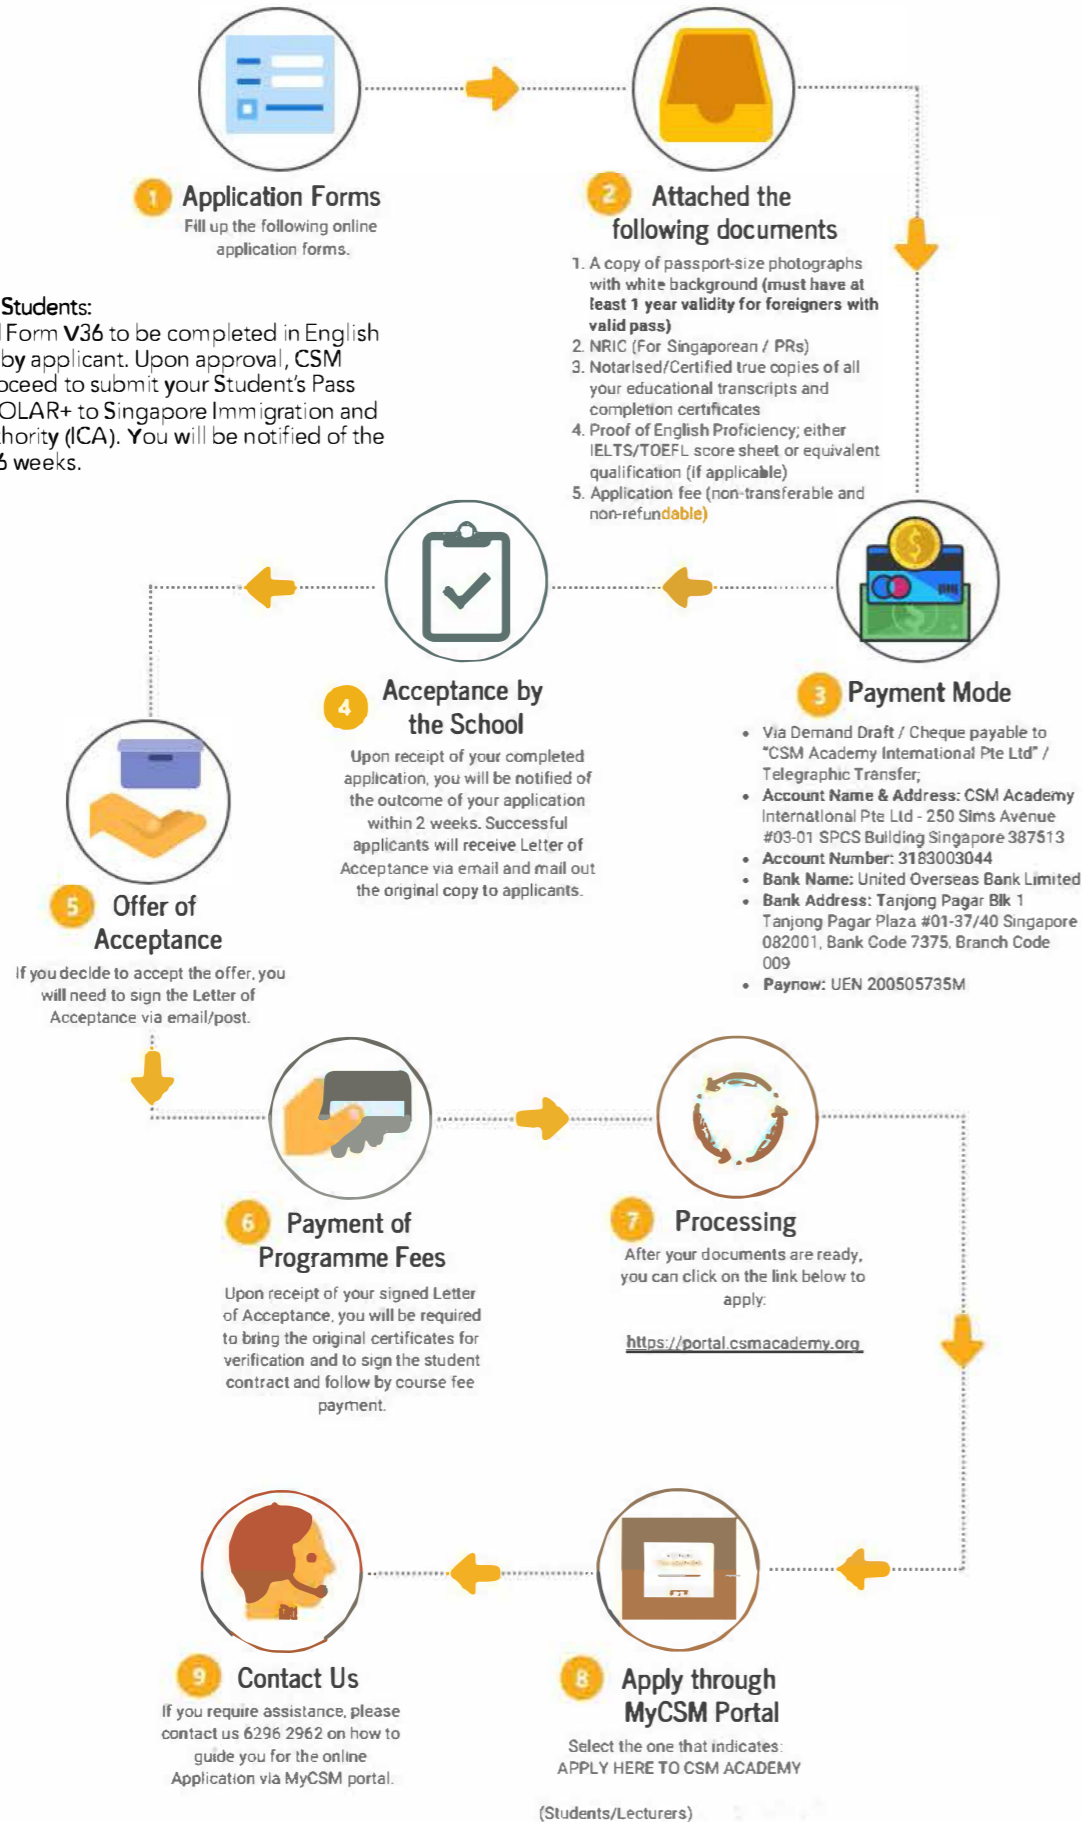 1 Application Forms
Fill up the following online
application forms.
2 Attached the
following documents
1. A copy of passport-size photographs
with white background (must have at
least 1 year validity for foreigners with
valid pass)
2. NRIC (For Singaporean / PRs)
3. Notarised/Certified true copies of all
your educational transcripts and
completion certificates
4. Proof of English Proficiency; either
IELTS/TOEFL score sheet or equivalent
qualification (if applicable)
5. Application fee (non-transferable and
non-refundable)
Students:
Form V36 to be completed in English
by applicant. Upon approval, CSM
oceed to submit your Student's Pass
OLAR+ to Singapore Immigration and
hority (ICA). You will be notified of the
6 weeks.
3 Payment Mode
• Via Demand Draft / Cheque payable to
"CSM Academy International Pte Ltd" /
Telegraphic Transfer;
• Account Name & Address: CSM Academy
International Pte Ltd - 250 Sims Avenue
#03-01 SPCS Building Singapore 387513
• Account Number: 3183003044
• Bank Name: United Overseas Bank Limited
• Bank Address: Tanjong Pagar Blk 1
Tanjong Pagar Plaza #01-37/40 Singapore
082001, Bank Code 7375, Branch Code
009
• Paynow: UEN 200505735M
4 Acceptance by
the School
Upon receipt of your completed
application, you will be notified of
the outcome of your application
within 2 weeks. Successful
applicants will receive Letter of
Acceptance via email and mail out
the original copy to applicants.
5 Offer of
Acceptance
If you decide to accept the offer, you
will need to sign the Letter of
Acceptance via email/post.
6 Payment of
Programme Fees
Upon receipt of your signed Letter
of Acceptance, you will be required
to bring the original certificates for
verification and to sign the student
contract and follow by course fee
payment.
7 Processing
After your documents are ready,
you can click on the link below to
apply:
https://portal.csmacademy.org
8 Apply through
MyCSM Portal
Select the one that indicates:
APPLY HERE TO CSM ACADEMY
(Students/Lecturers)
9 Contact Us
If you require assistance, please
contact us 6296 2962 on how to
guide you for the online
Application via MyCSM portal.